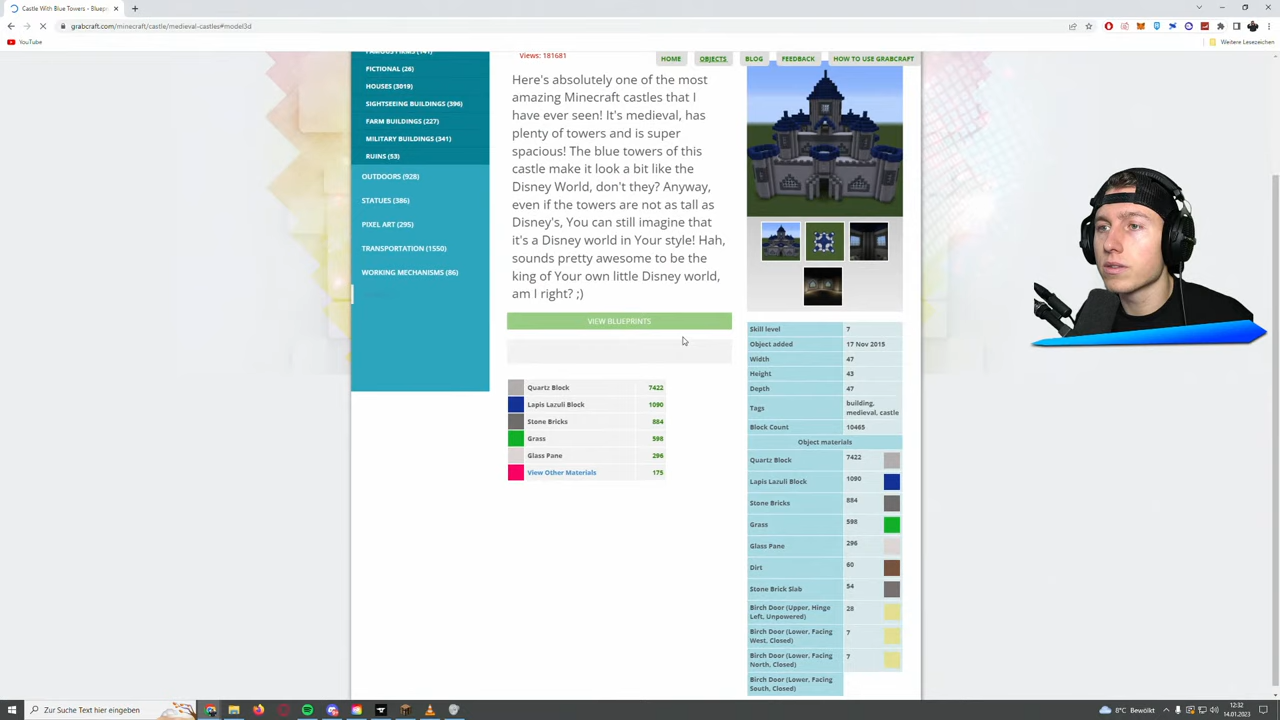 Castle With Blue Towers - Bluepri
grabcraft.com/minecraft/castle/medieval-castles#model3d
YouTube
Weitere Lesezeichen
HOME
OBJECTS
BLOG
FEEDBACK
HOW TO USE GRABCRAFT
FICTIONAL (26)
HOUSES (3019)
SIGHTSEEING BUILDINGS (396)
FARM BUILDINGS (227)
MILITARY BUILDINGS (341)
RUINS (53)
OUTDOORS (928)
STATUES (386)
PIXEL ART (295)
TRANSPORTATION (1550)
WORKING MECHANISMS (86)
Views: 181681
Here's absolutely one of the most
amazing Minecraft castles that I
have ever seen! It's medieval, has
plenty of towers and is super
spacious! The blue towers of this
castle make it look a bit like the
Disney World, don't they? Anyway,
even if the towers are not as tall as
Disney's, You can still imagine that
it's a Disney world in Your style! Hah,
sounds pretty awesome to be the
king of Your own little Disney world,
am I right? ;)
VIEW BLUEPRINTS
Quartz Block 7422
Lapis Lazuli Block 1090
Stone Bricks 884
Grass 598
Glass Pane 296
View Other Materials 175
Skill level 7
Object added 17 Nov 2015
Width 47
Height 43
Depth 47
Tags building, medieval, castle
Block Count 10465
Object materials
Quartz Block 7422
Lapis Lazuli Block 1090
Stone Bricks 884
Grass 598
Glass Pane 296
Dirt 60
Stone Brick Slab 54
Birch Door (Upper, Hinge
Left, Unpowered) 28
Birch Door (Lower, Facing
West, Closed) 7
Birch Door (Lower, Facing
North, Closed) 7
Birch Door (Lower, Facing
South, Closed)
Zur Suche Text hier eingeben
8°C Bewölkt
12:32
14.01.2023